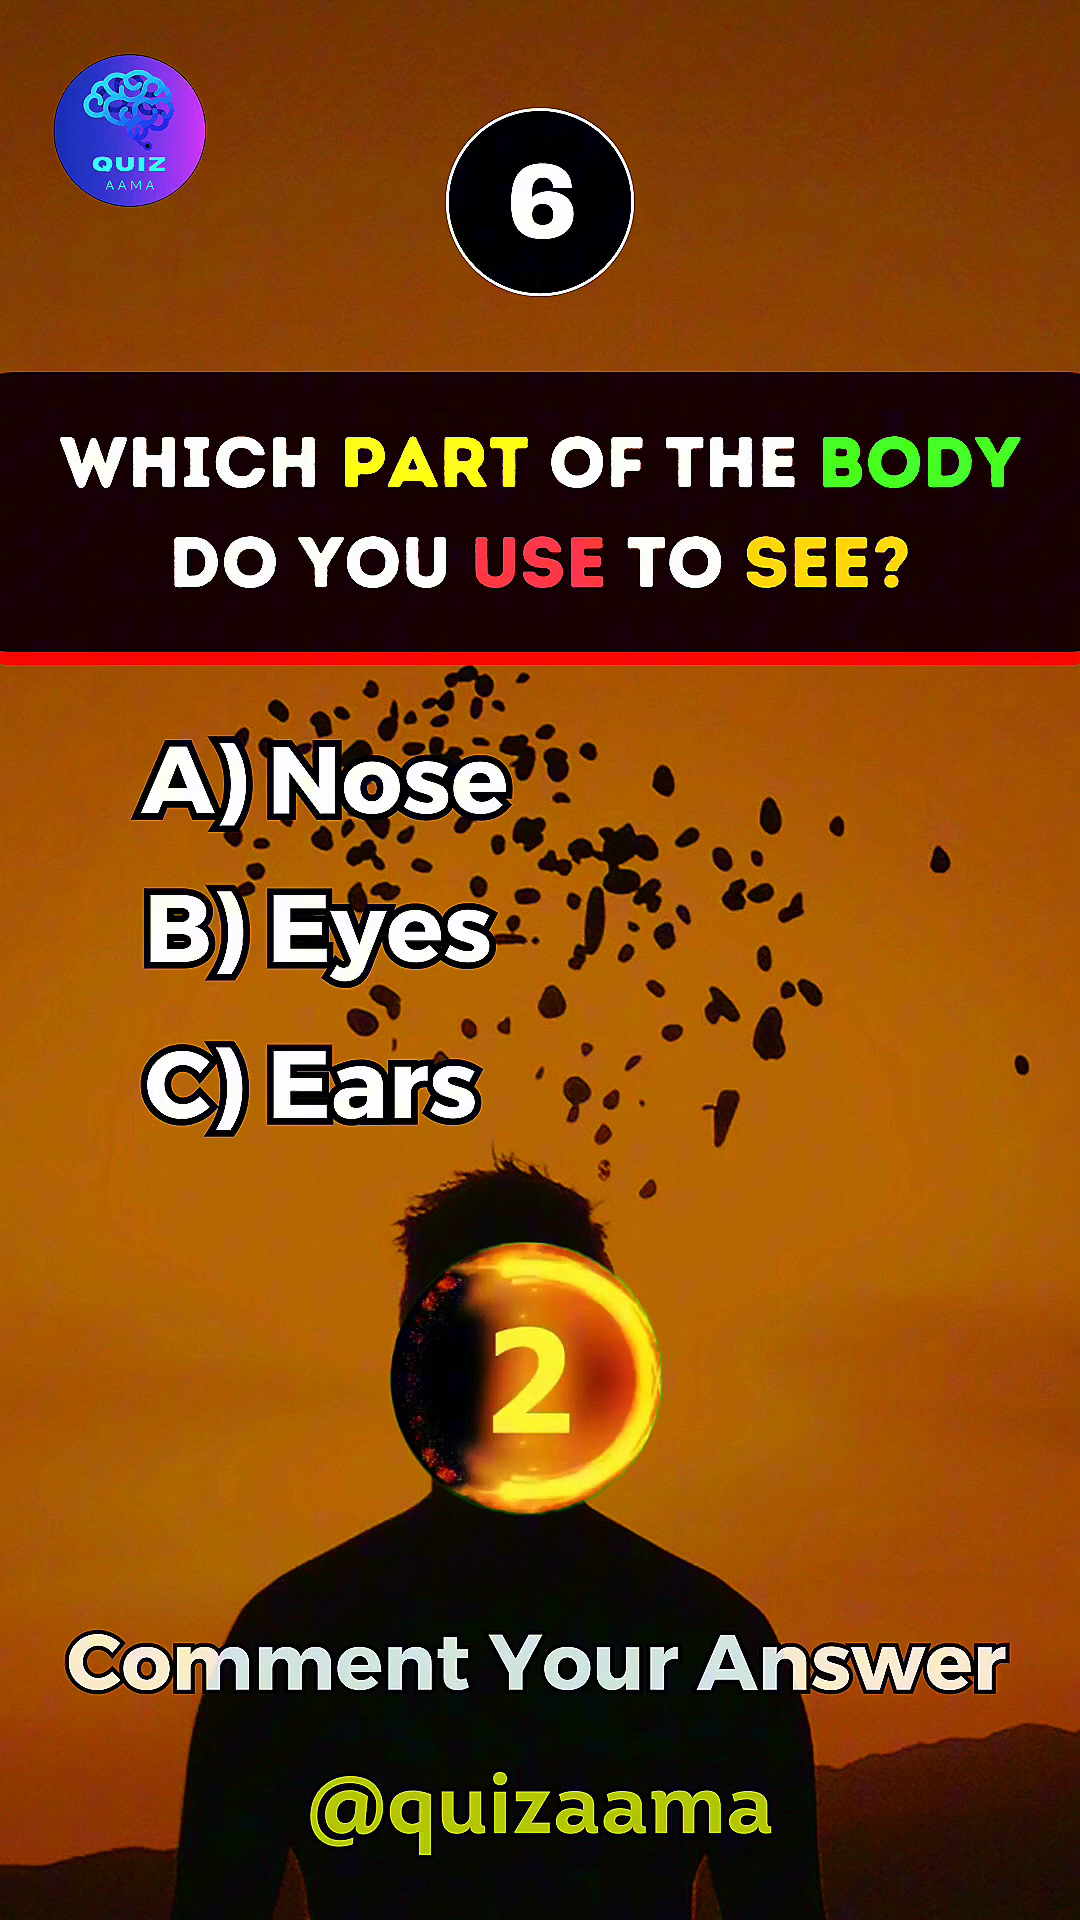 QUIZ
AAMA
6
WHICH PART OF THE BODY
DO YOU USE TO SEE?
A) Nose
B) Eyes
C) Ears
2
Comment Your Answer
@quizaama